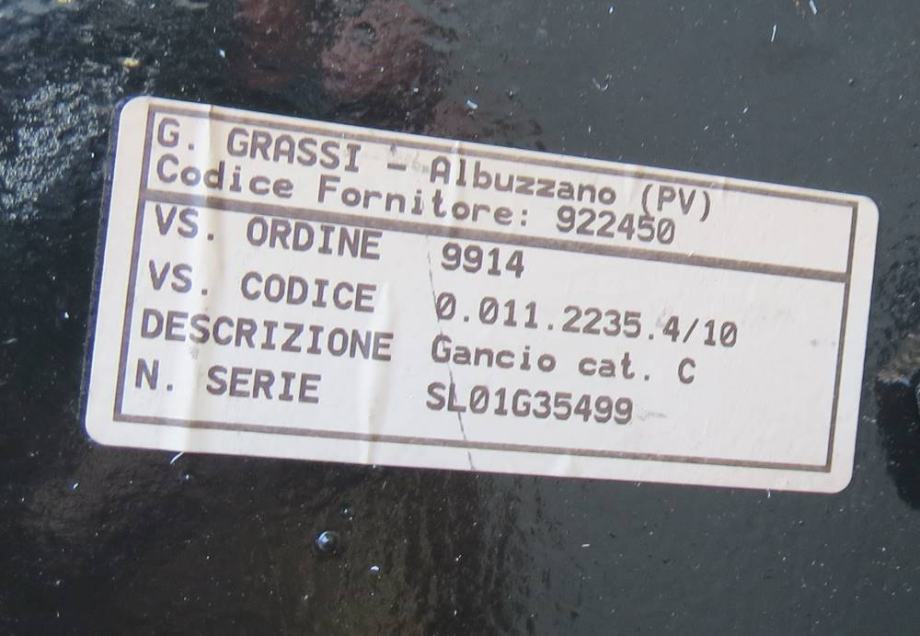 G. GRASSI - Albuzzano (PV)
Codice Fornitore: 922450
VS. ORDINE 9914
VS. CODICE 0.011.2235.4/10
DESCRIZIONE Gancio cat. C
N. SERIE SL01G35499